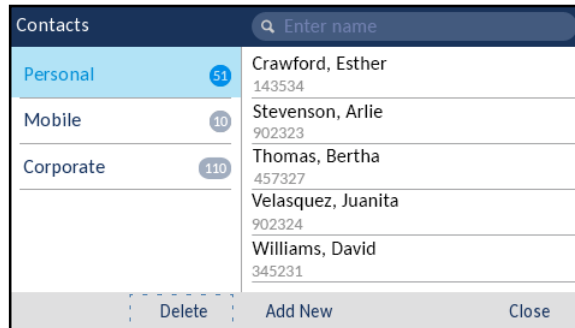 Contacts
Enter name
Personal 51
Mobile 10
Corporate 110
Crawford, Esther
143534
Stevenson, Arlie
902323
Thomas, Bertha
457327
Velasquez, Juanita
902324
Williams, David
345231
Delete Add New Close